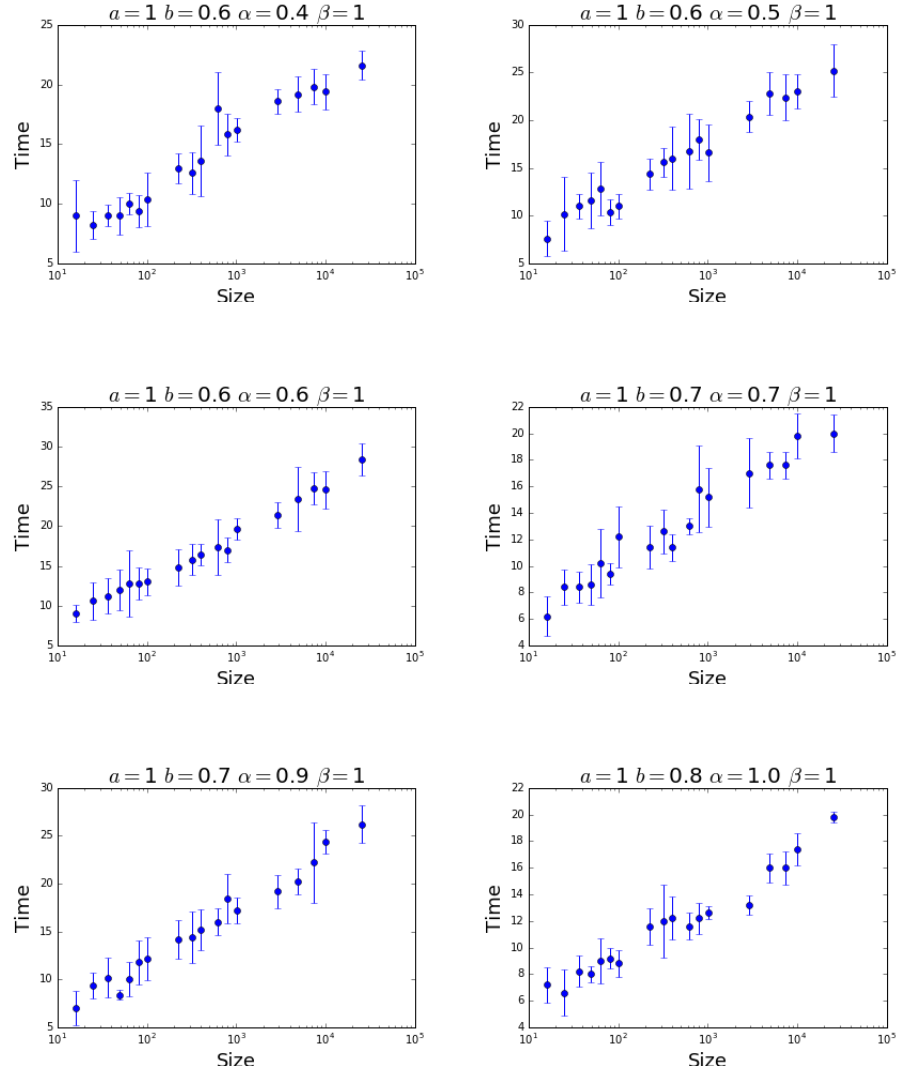 a = 1 b = 0.6 α = 0.4 β = 1
25
20
15
10
5
Time
10^1 10^2 10^3 10^4 10^5
Size
a = 1 b = 0.6 α = 0.5 β = 1
30
25
20
15
10
5
Time
10^1 10^2 10^3 10^4 10^5
Size
a = 1 b = 0.6 α = 0.6 β = 1
35
30
25
20
15
10
5
Time
10^1 10^2 10^3 10^4 10^5
Size
a = 1 b = 0.7 α = 0.7 β = 1
22
20
18
16
14
12
10
8
6
4
Time
10^1 10^2 10^3 10^4 10^5
Size
a = 1 b = 0.7 α = 0.9 β = 1
30
25
20
15
10
5
Time
10^1 10^2 10^3 10^4 10^5
Size
a = 1 b = 0.8 α = 1.0 β = 1
22
20
18
16
14
12
10
8
6
4
Time
10^1 10^2 10^3 10^4 10^5
Size